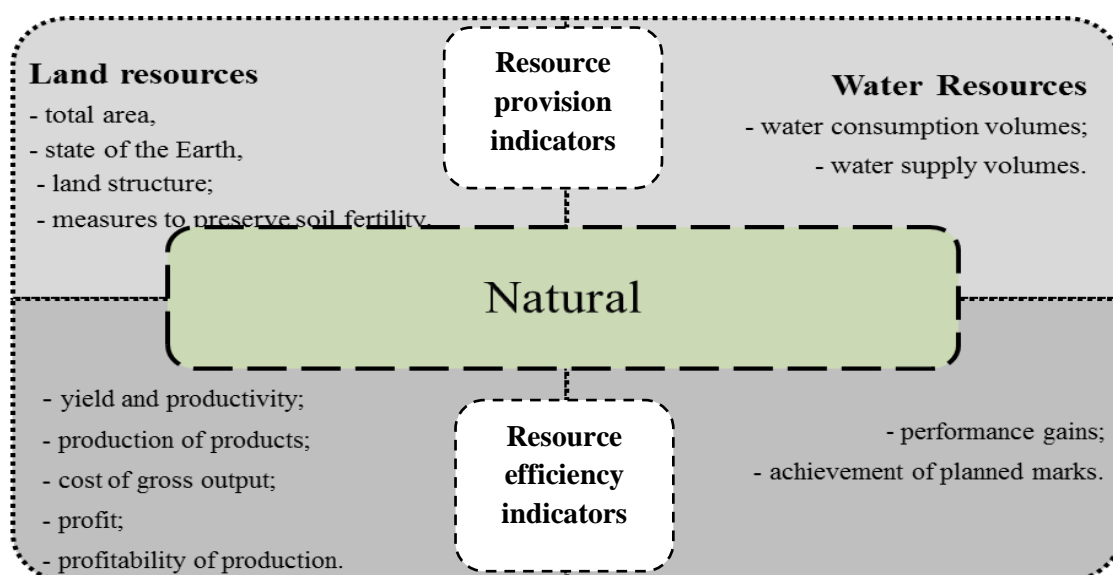 Land resources
- total area,
- state of the Earth,
- land structure;
- measures to preserve soil fertility.
Resource
provision
indicators
Water Resources
- water consumption volumes;
- water supply volumes.
Natural
- yield and productivity;
- production of products;
- cost of gross output;
- profit;
- profitability of production.
Resource
efficiency
indicators
- performance gains;
- achievement of planned marks.